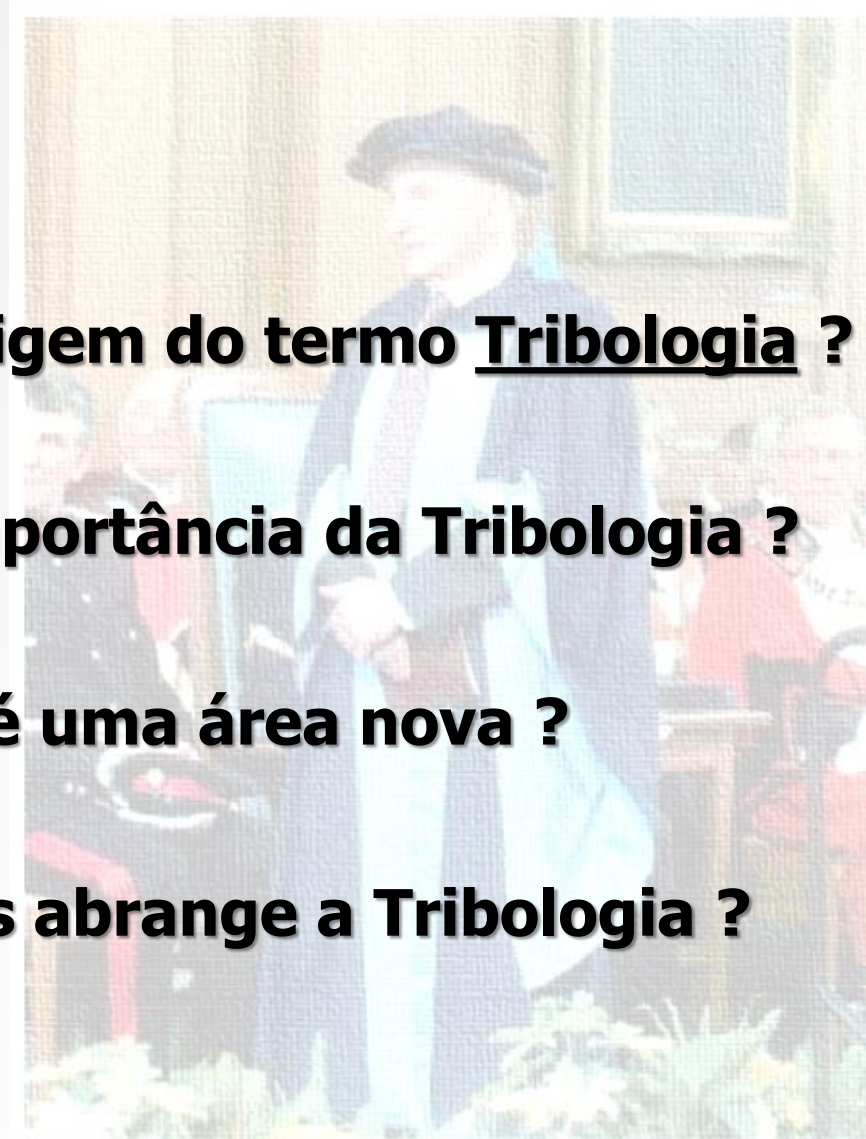 igem do termo Tribologia ?
portância da Tribologia ?
é uma área nova ?
s abrange a Tribologia ?